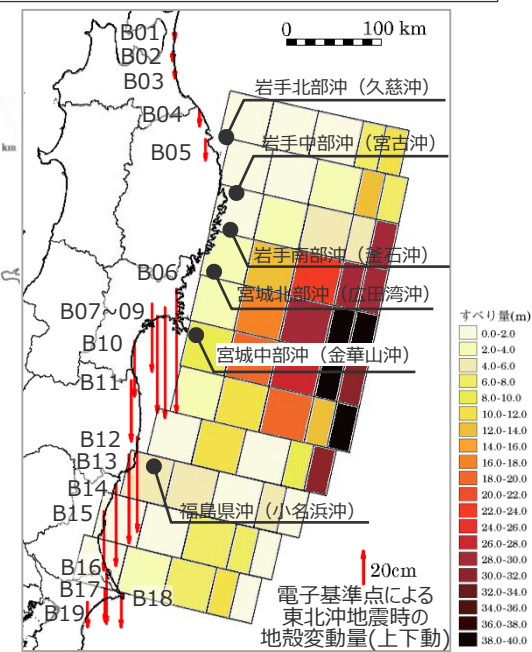 B01
B02
B03
B04
B05
B06
B07～09
B10
B11
B12
B13
B14
B15
B16
B17
B18
B19
km
0 100 km
岩手北部沖（久慈沖）
岩手中部沖（宮古沖）
岩手南部沖（釜石沖）
宮城北部沖（広田湾沖）
宮城中部沖（金華山沖）
福島県沖（小名浜沖）
20cm
電子基準点による
東北沖地震時の
地殻変動量(上下動)
すべり量(m)
0.0-2.0
2.0-4.0
4.0-6.0
6.0-8.0
8.0-10.0
10.0-12.0
12.0-14.0
14.0-16.0
16.0-18.0
18.0-20.0
20.0-22.0
22.0-24.0
24.0-26.0
26.0-28.0
28.0-30.0
30.0-32.0
32.0-34.0
34.0-36.0
36.0-38.0
38.0-40.0